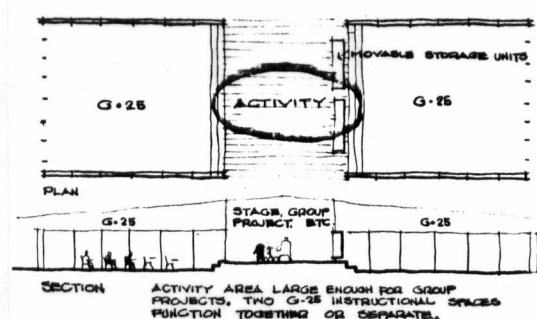 MOVABLE STORAGE UNITS
G-25
ACTIVITY
G-25
PLAN
STAGE, GROUP
PROJECT, ETC.
G-25
G-25
SECTION
ACTIVITY AREA LARGE ENOUGH FOR GROUP
PROJECTS. TWO G-25 INSTRUCTIONAL SPACES
FUNCTION TOGETHER OR SEPARATE.